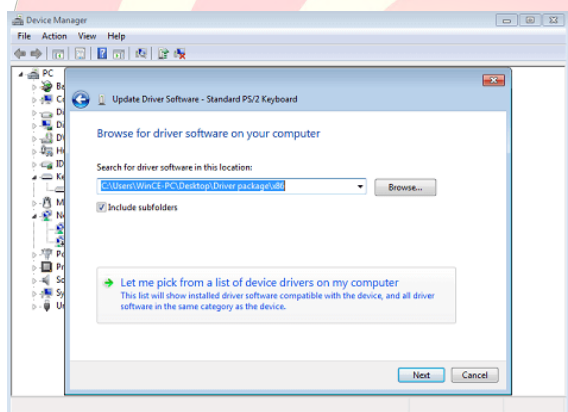 Device Manager
File Action View Help
PC
Update Driver Software - Standard PS/2 Keyboard
Browse for driver software on your computer
Search for driver software in this location:
C:\Users\WinCE-PC\Desktop\Driver package\x86
Browse...
Include subfolders
Let me pick from a list of device drivers on my computer
This list will show installed driver software compatible with the device, and all driver
software in the same category as the device.
Next Cancel